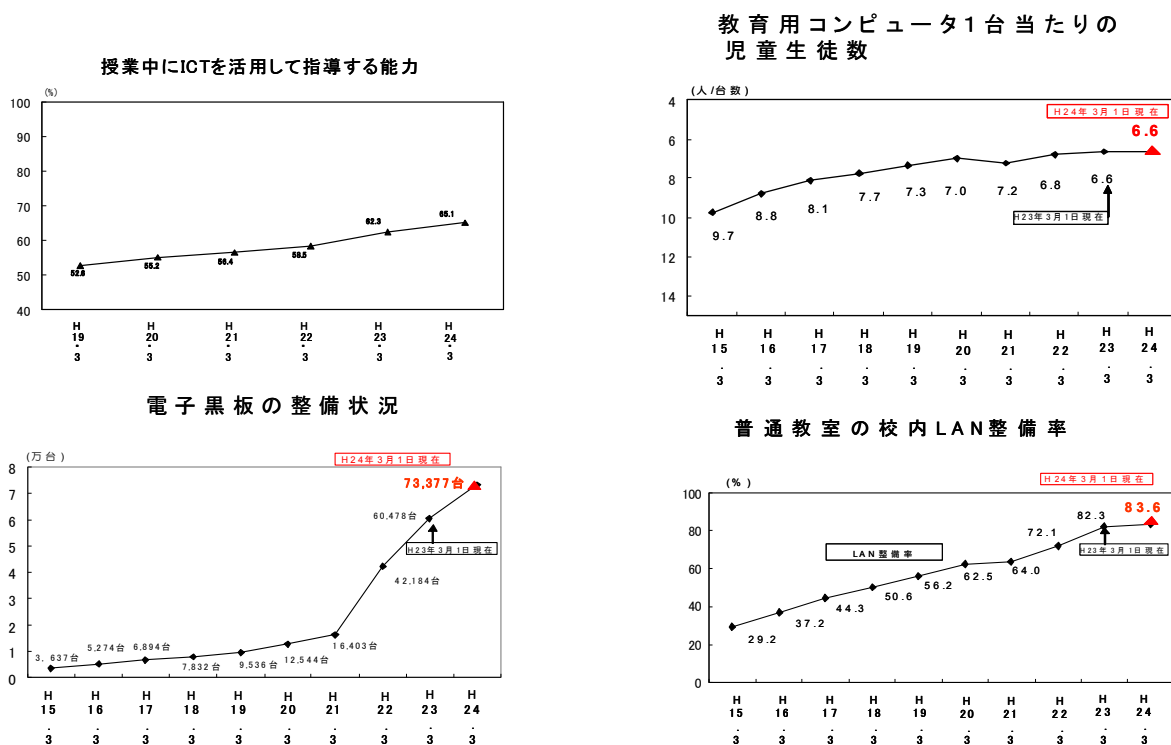 授業中にICTを活用して指導する能力
(%)
100
90
80
70
60
50
40
52.6
55.2
56.4
58.5
62.3
65.1
H19.3
H20.3
H21.3
H22.3
H23.3
H24.3
教育用コンピュータ1台当たりの
児童生徒数
(人/台数)
4
6
8
10
12
14
H24年3月1日現在
6.6
9.7
8.8
8.1
7.7
7.3
7.0
7.2
6.8
6.6
H23年3月1日現在
H15.3
H16.3
H17.3
H18.3
H19.3
H20.3
H21.3
H22.3
H23.3
H24.3
電子黒板の整備状況
(万台)
8
7
6
5
4
3
2
1
0
H24年3月1日現在
73,377台
60,478台
H23年3月1日現在
42,184台
16,403台
12,544台
9,536台
7,832台
6,894台
5,274台
3,637台
H15.3
H16.3
H17.3
H18.3
H19.3
H20.3
H21.3
H22.3
H23.3
H24.3
普通教室の校内LAN整備率
(%)
100
80
60
40
20
0
H24年3月1日現在
83.6
82.3
H23年3月1日現在
72.1
LAN整備率
64.0
62.5
56.2
50.6
44.3
37.2
29.2
H15.3
H16.3
H17.3
H18.3
H19.3
H20.3
H21.3
H22.3
H23.3
H24.3